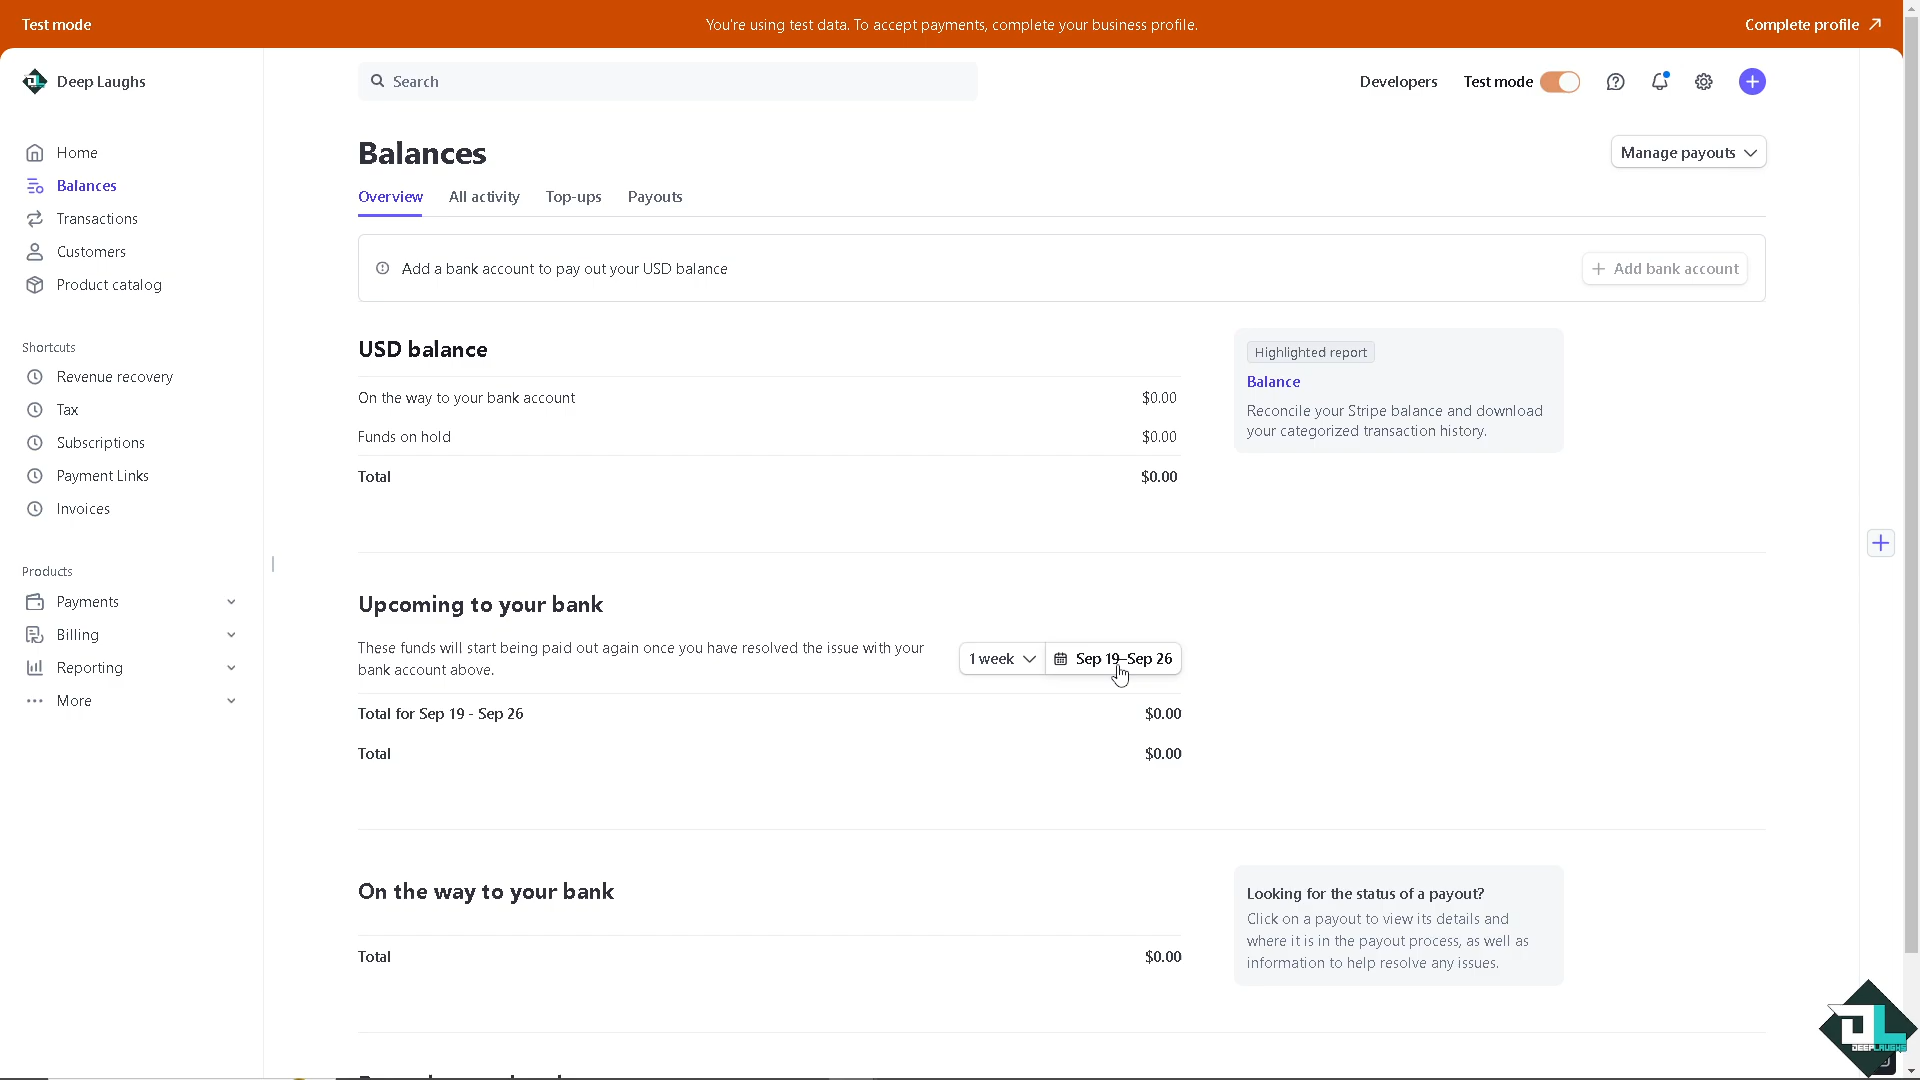 Test mode
You're using test data. To accept payments, complete your business profile.
Complete profile
Deep Laughs
Search
Developers
Test mode
Home
Balances
Transactions
Customers
Product catalog
Shortcuts
Revenue recovery
Tax
Subscriptions
Payment Links
Invoices
Products
Payments
Billing
Reporting
More
Balances
Manage payouts
Overview
All activity
Top-ups
Payouts
Add a bank account to pay out your USD balance
Add bank account
USD balance
On the way to your bank account $0.00
Funds on hold $0.00
Total $0.00
Highlighted report
Balance
Reconcile your Stripe balance and download
your categorized transaction history.
Upcoming to your bank
These funds will start being paid out again once you have resolved the issue with your
bank account above.
1 week
Sep 19–Sep 26
Total for Sep 19 - Sep 26 $0.00
Total $0.00
On the way to your bank
Total $0.00
Looking for the status of a payout?
Click on a payout to view its details and
where it is in the payout process, as well as
information to help resolve any issues.
DEEPLAUGHS